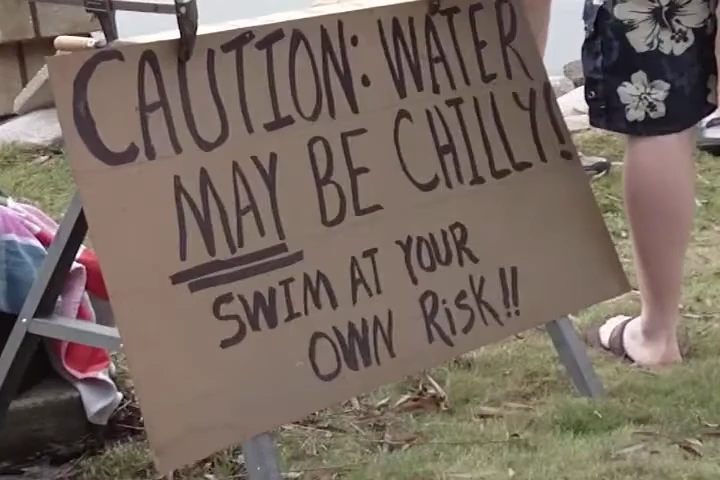 CAUTION: WATER
MAY BE CHILLY!
SWIM AT YOUR
OWN RISK!!